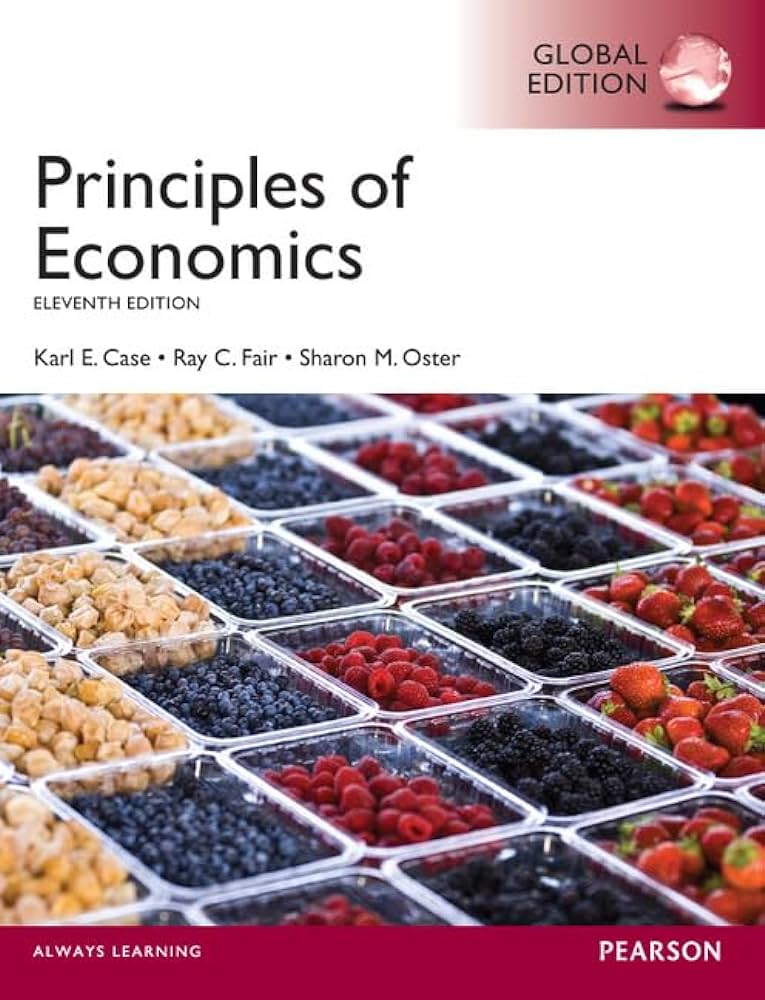 GLOBAL
EDITION
Principles of
Economics
ELEVENTH EDITION
Karl E. Case • Ray C. Fair • Sharon M. Oster
ALWAYS LEARNING
PEARSON